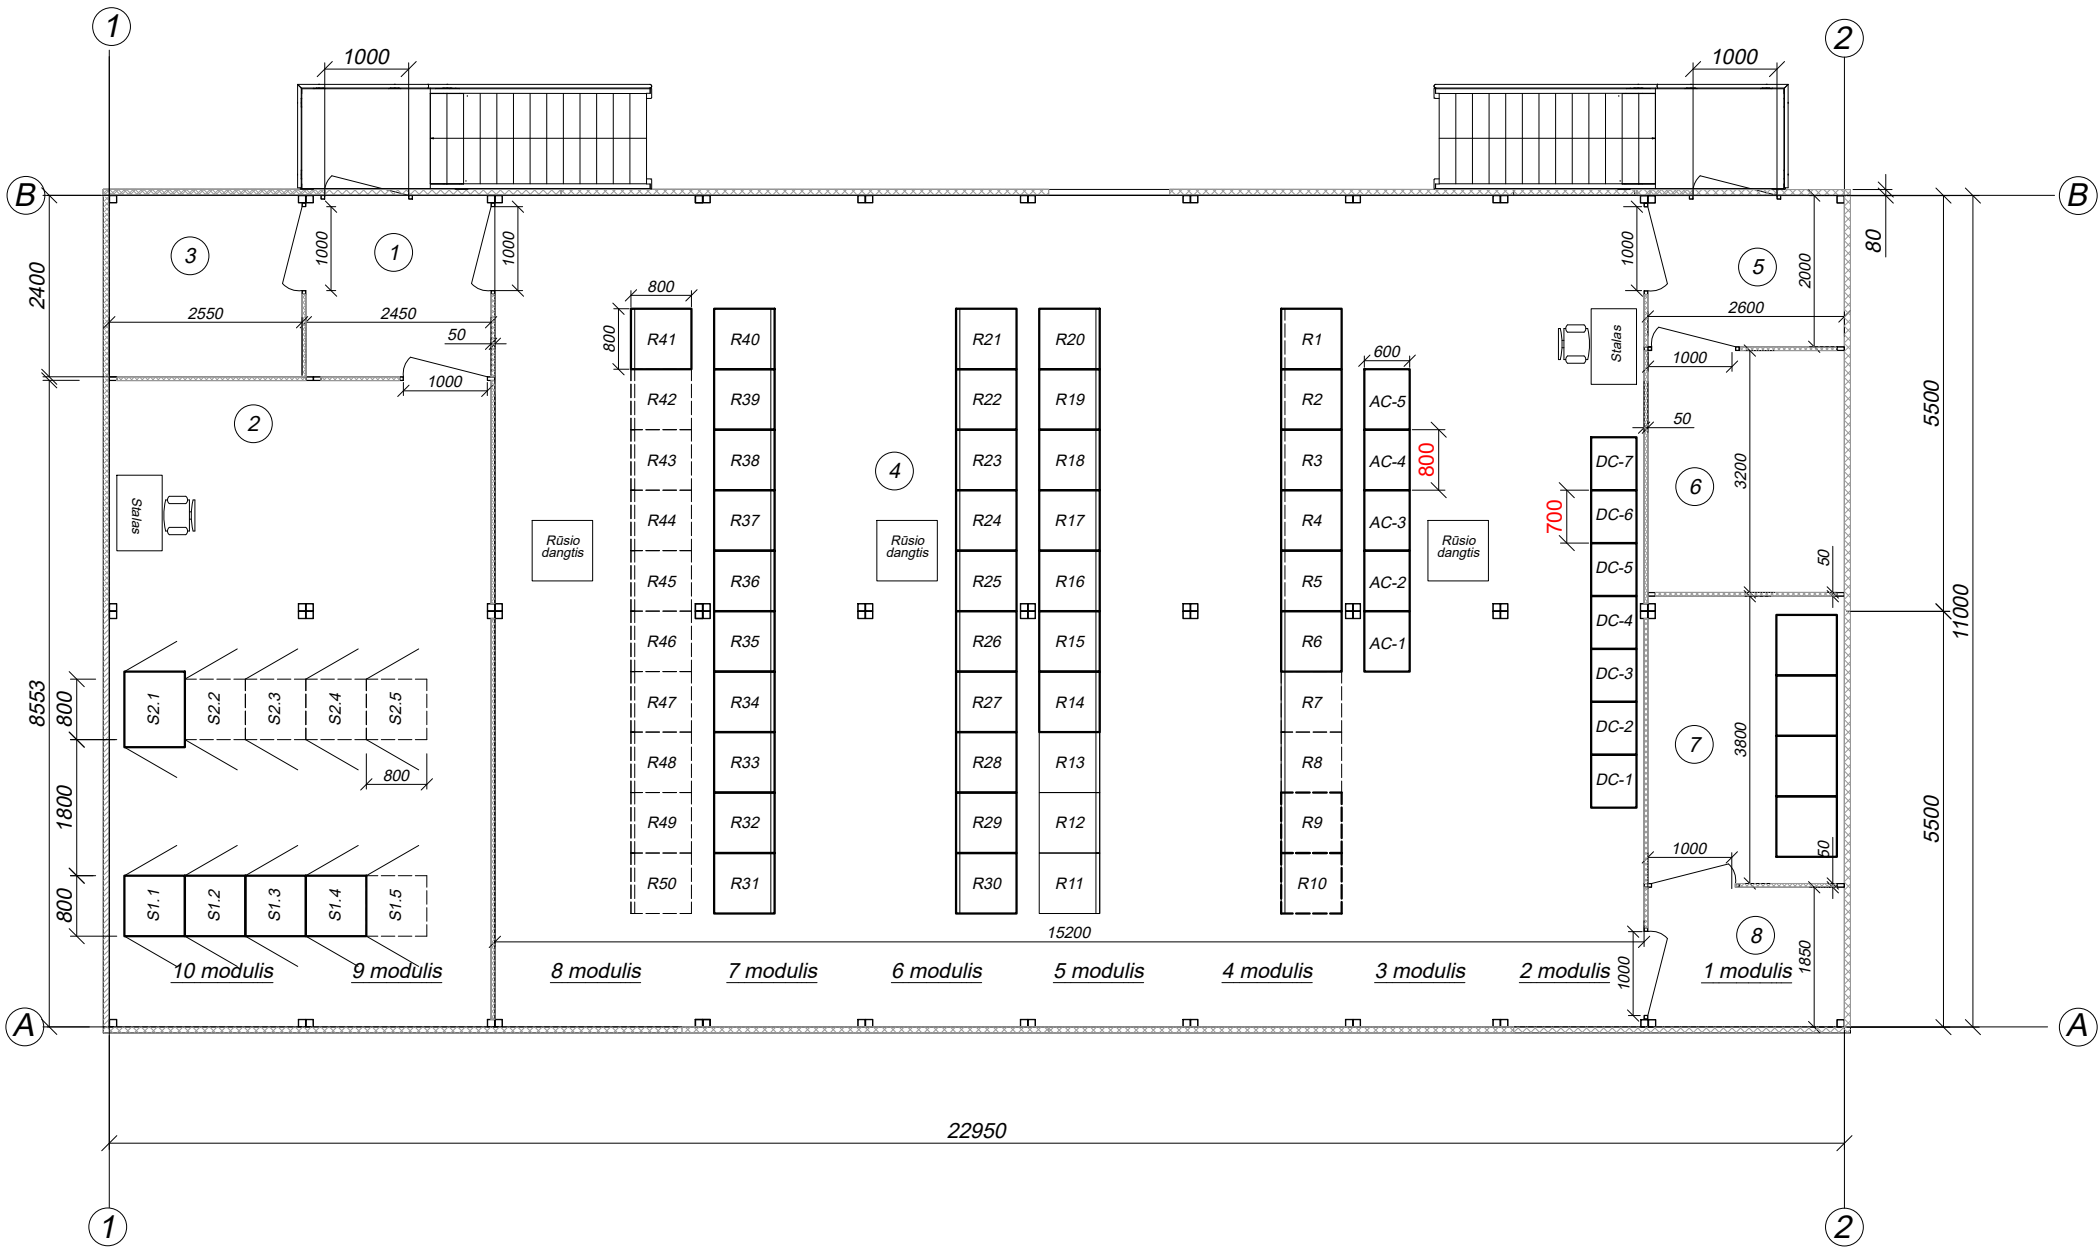 1
2
1000
1000
B
B
3
1
1000
1000
1000
5
2000
80
2400
2550
2450
50
2600
800
800
600
1000
1000
50
R41
R42
R43
R44
R45
R46
R47
R48
R49
R50
R40
R39
R38
R37
R36
R35
R34
R33
R32
R31
R21
R22
R23
R24
R25
R26
R27
R28
R29
R30
R20
R19
R18
R17
R16
R15
R14
R13
R12
R11
R1
R2
R3
R4
R5
R6
R7
R8
R9
R10
AC-5
AC-4
AC-3
AC-2
AC-1
800
700
DC-7
DC-6
DC-5
DC-4
DC-3
DC-2
DC-1
Stalas
Stalas
2
4
6
7
8
Rūsio
dangtis
Rūsio
dangtis
Rūsio
dangtis
3200
50
3800
50
1000
1850
1000
5500
5500
11000
8553
800
1800
800
800
S2.1
S2.2
S2.3
S2.4
S2.5
S1.1
S1.2
S1.3
S1.4
S1.5
15200
10 modulis
9 modulis
8 modulis
7 modulis
6 modulis
5 modulis
4 modulis
3 modulis
2 modulis
1 modulis
A
A
22950
1
2